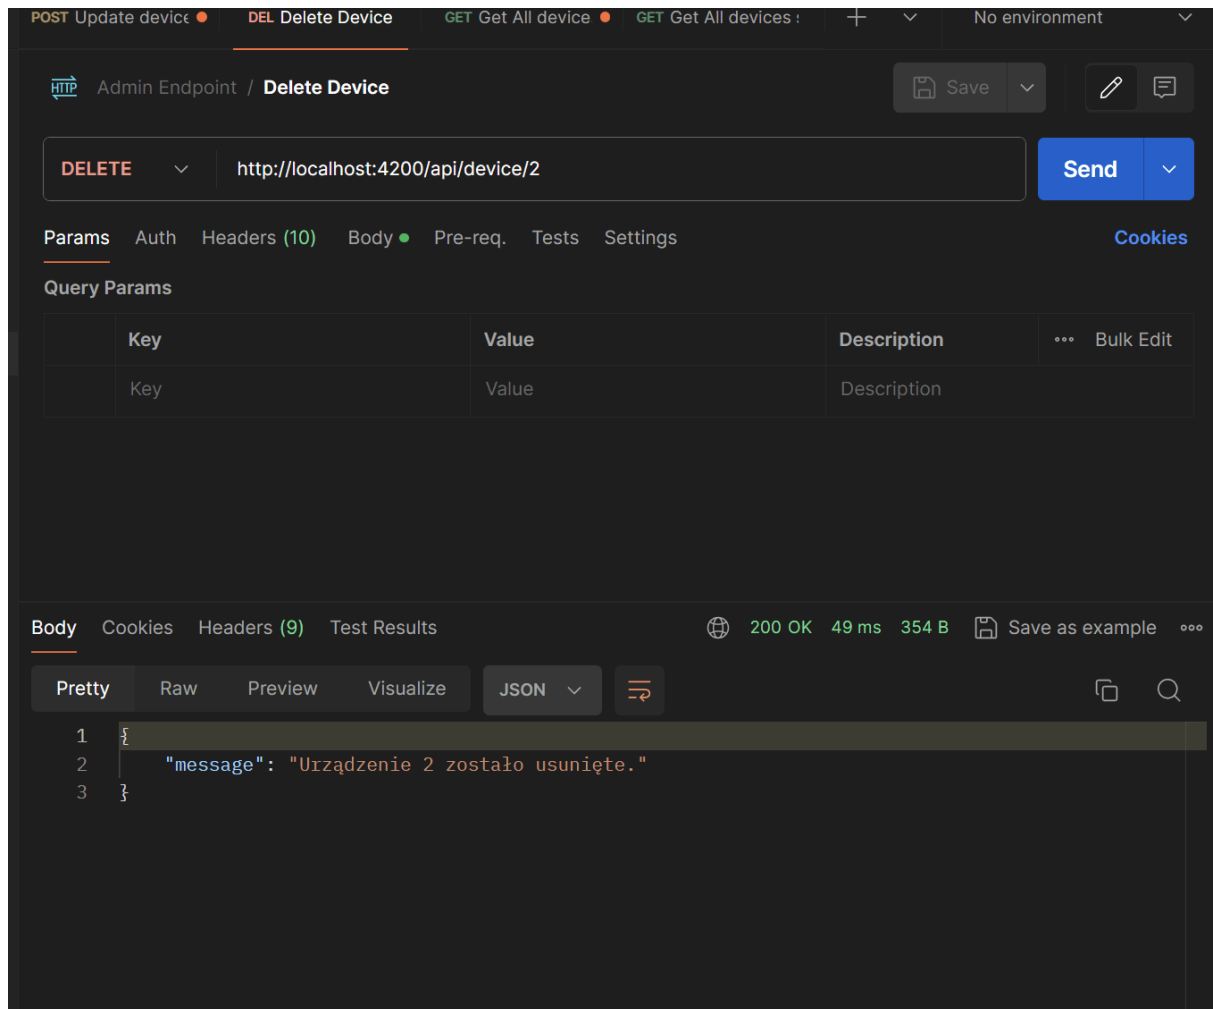 POST Update device DEL Delete Device GET Get All device GET Get All devices No environment
HTTP Admin Endpoint / Delete Device Save
DELETE http://localhost:4200/api/device/2 Send
Params Auth Headers (10) Body Pre-req. Tests Settings Cookies
Query Params
Key Value Description Bulk Edit
Key Value Description
Body Cookies Headers (9) Test Results 200 OK 49 ms 354 B Save as example
Pretty Raw Preview Visualize JSON
1 {
2 "message": "Urządzenie 2 zostało usunięte."
3 }